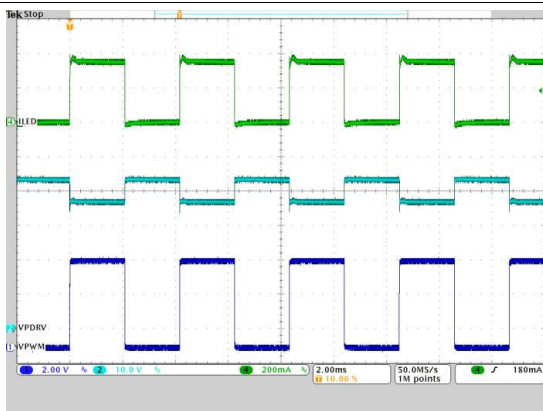 Tek Stop
T
4 ILED
2 VPDRV
1 VPWM
1 2.00 V 2 10.0 V 4 200mA 2.00ms 50.0MS/s 4 180mA
T 10.00 % 1M points